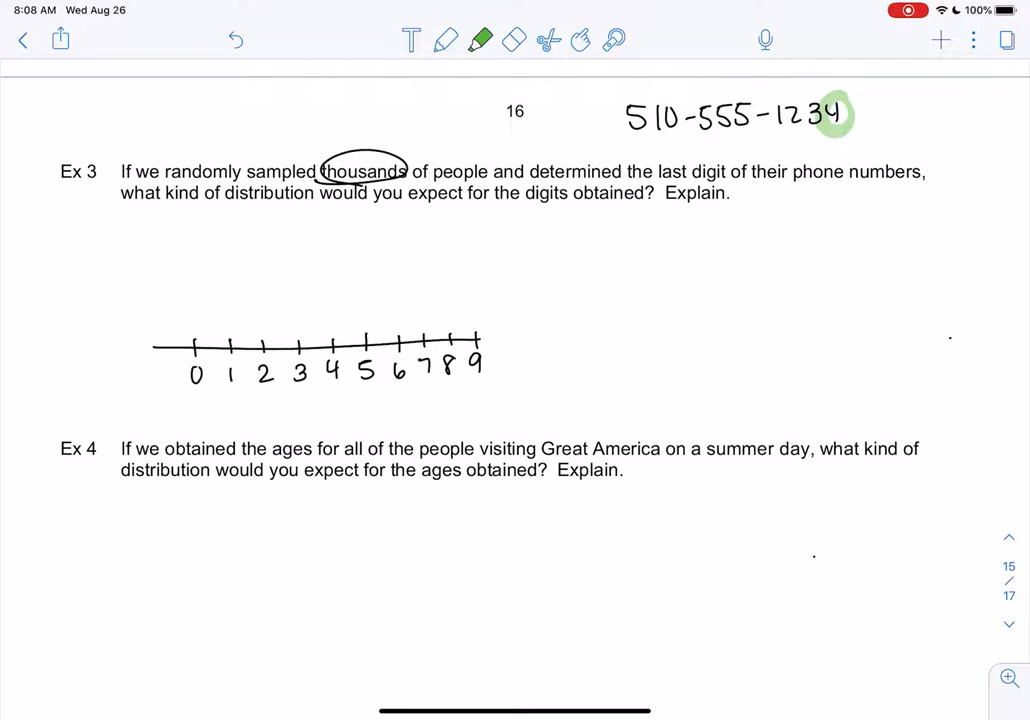 8:08 AM Wed Aug 26
100%
T
16
510-555-1234
Ex 3 If we randomly sampled thousands of people and determined the last digit of their phone numbers,
what kind of distribution would you expect for the digits obtained? Explain.
0 1 2 3 4 5 6 7 8 9
Ex 4 If we obtained the ages for all of the people visiting Great America on a summer day, what kind of
distribution would you expect for the ages obtained? Explain.
15
/
17